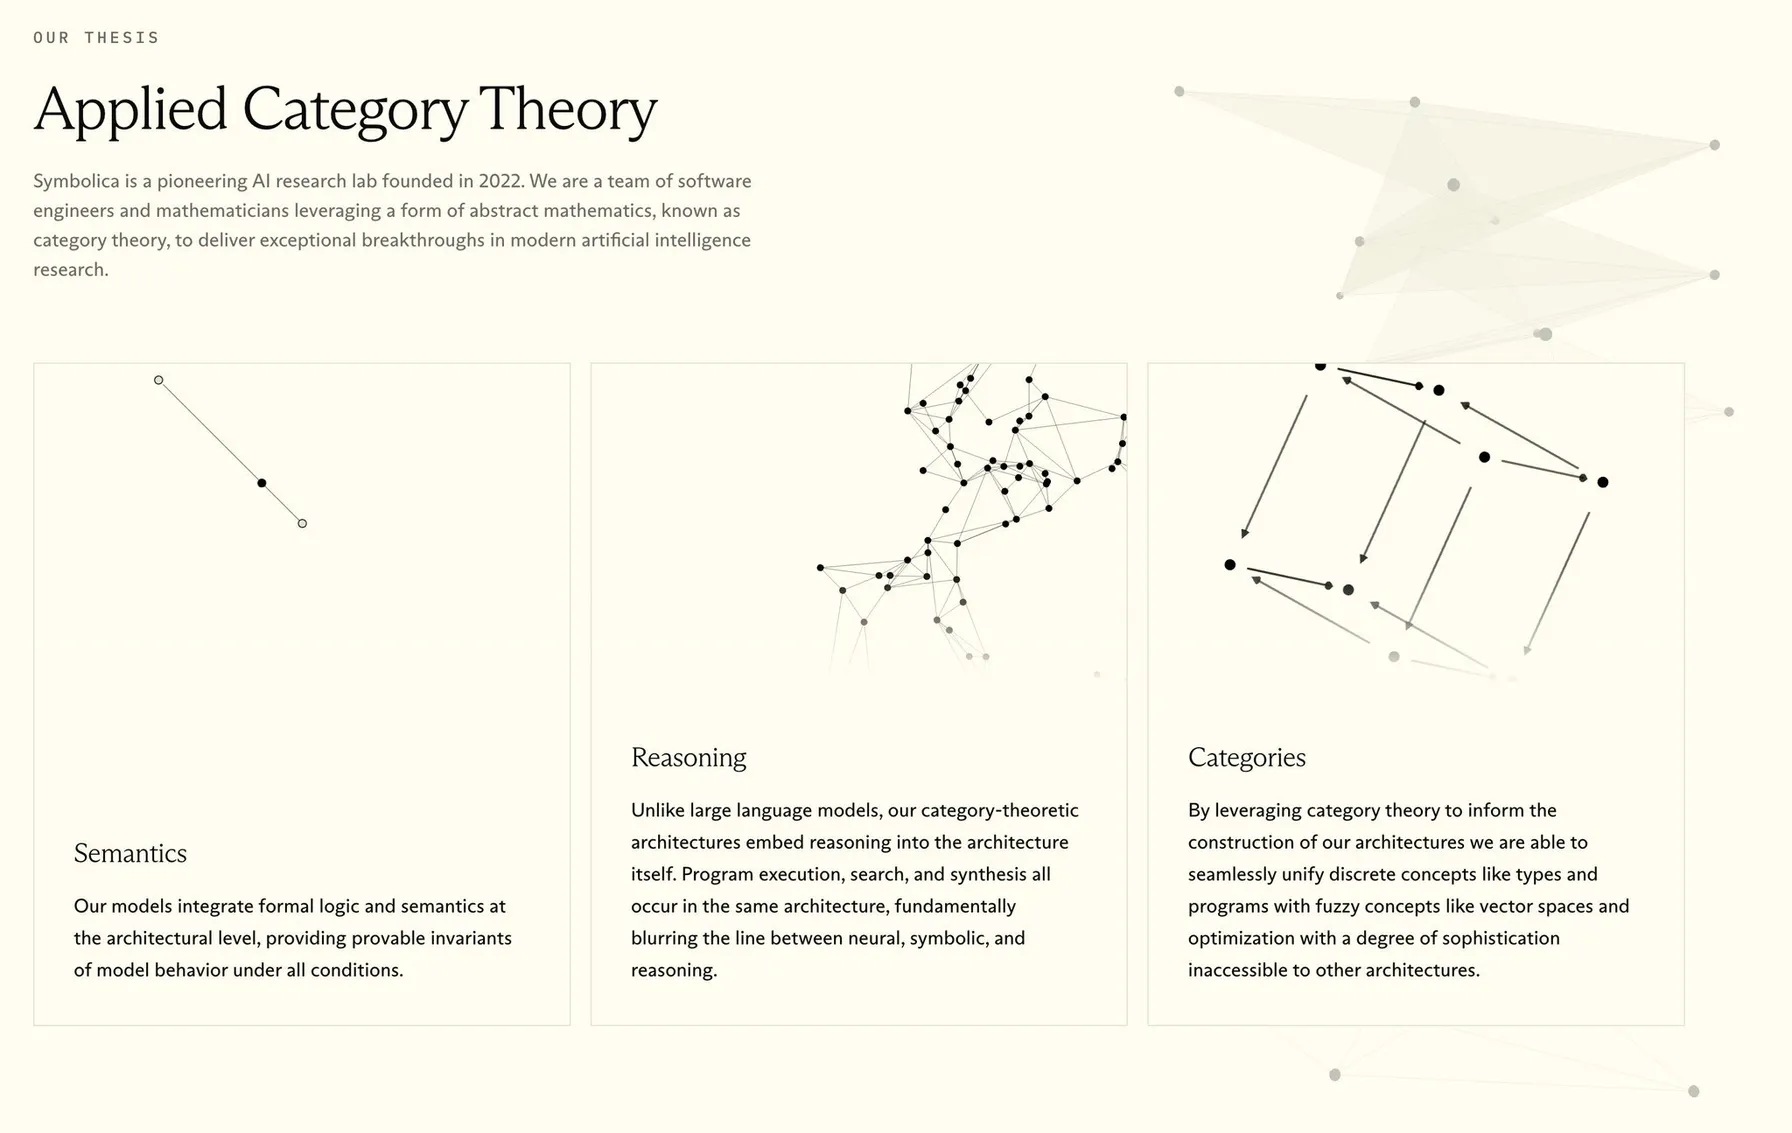 OUR THESIS
Applied Category Theory
Symbolica is a pioneering AI research lab founded in 2022. We are a team of software
engineers and mathematicians leveraging a form of abstract mathematics, known as
category theory, to deliver exceptional breakthroughs in modern artificial intelligence
research.
Semantics
Our models integrate formal logic and semantics at
the architectural level, providing provable invariants
of model behavior under all conditions.
Reasoning
Unlike large language models, our category-theoretic
architectures embed reasoning into the architecture
itself. Program execution, search, and synthesis all
occur in the same architecture, fundamentally
blurring the line between neural, symbolic, and
reasoning.
Categories
By leveraging category theory to inform the
construction of our architectures we are able to
seamlessly unify discrete concepts like types and
programs with fuzzy concepts like vector spaces and
optimization with a degree of sophistication
inaccessible to other architectures.